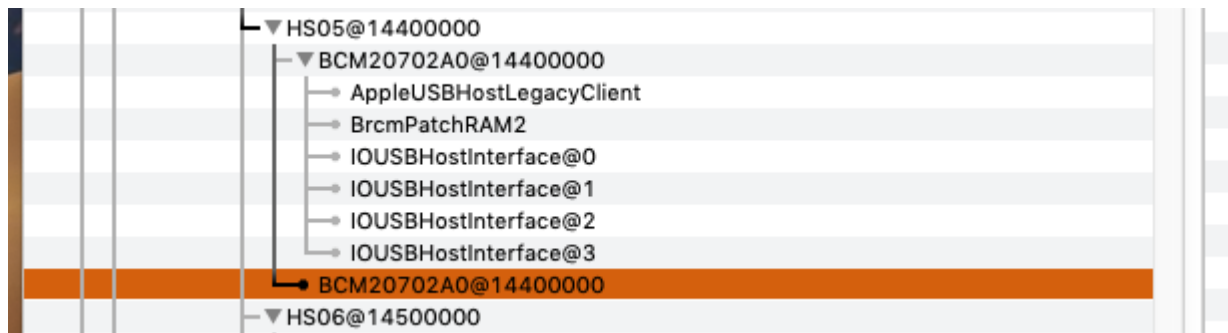 HS05@14400000
BCM20702A0@14400000
AppleUSBHostLegacyClient
BrcmPatchRAM2
IOUSBHostInterface@0
IOUSBHostInterface@1
IOUSBHostInterface@2
IOUSBHostInterface@3
BCM20702A0@14400000
HS06@14500000